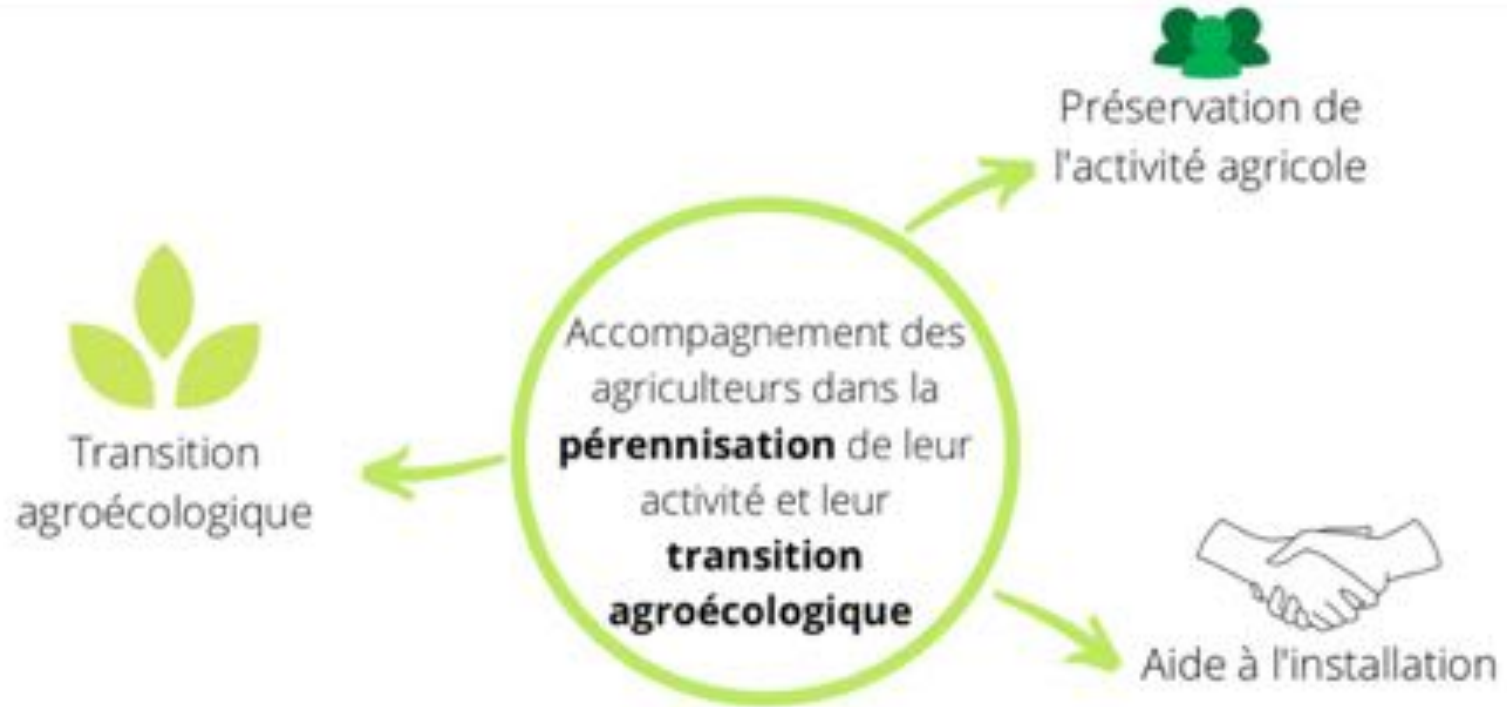 Préservation de
l'activité agricole
Accompagnement des
agriculteurs dans la
pérennisation de leur
activité et leur
transition
agroécologique
Transition
agroécologique
Aide à l'installation